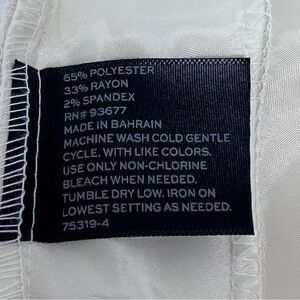 65% POLYESTER
33% RAYON
2% SPANDEX
RN# 93677
MADE IN BAHRAIN
MACHINE WASH COLD GENTLE
CYCLE. WITH LIKE COLORS.
USE ONLY NON-CHLORINE
BLEACH WHEN NEEDED.
TUMBLE DRY LOW. IRON ON
LOWEST SETTING AS NEEDED.
75319-4